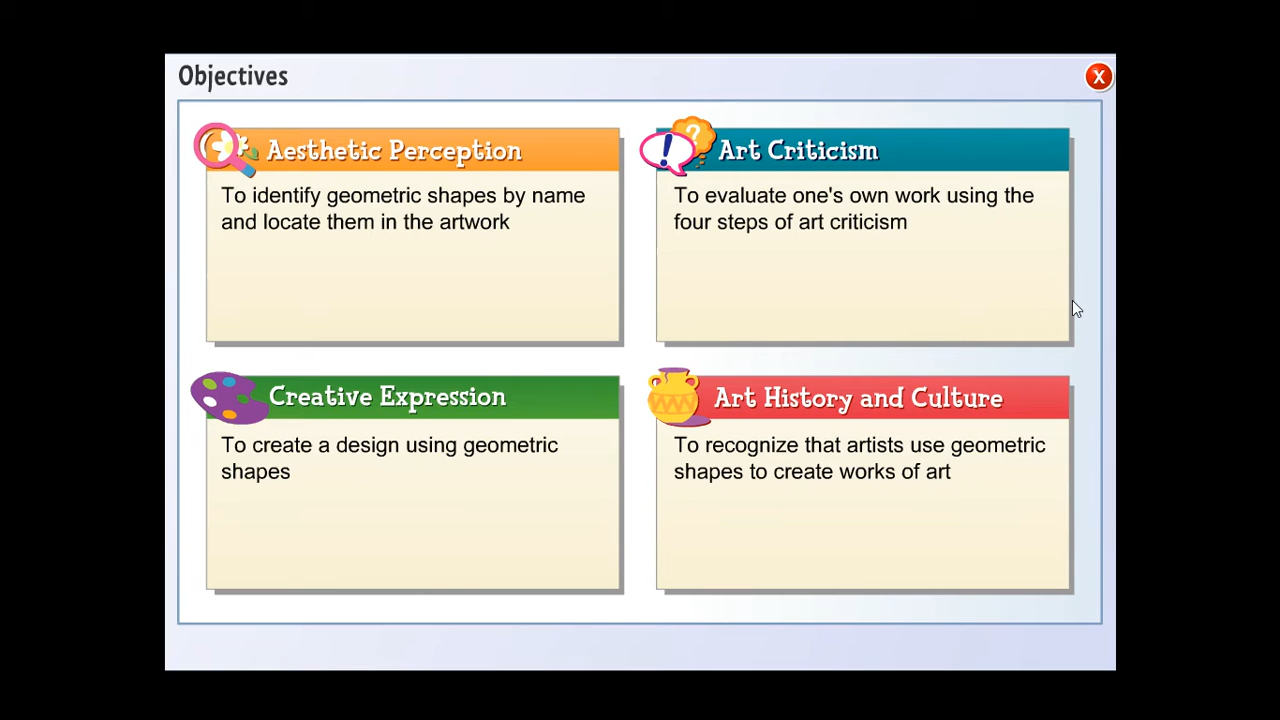 Objectives
X
Aesthetic Perception
To identify geometric shapes by name
and locate them in the artwork
! ?
Art Criticism
To evaluate one's own work using the
four steps of art criticism
Creative Expression
To create a design using geometric
shapes
Art History and Culture
To recognize that artists use geometric
shapes to create works of art